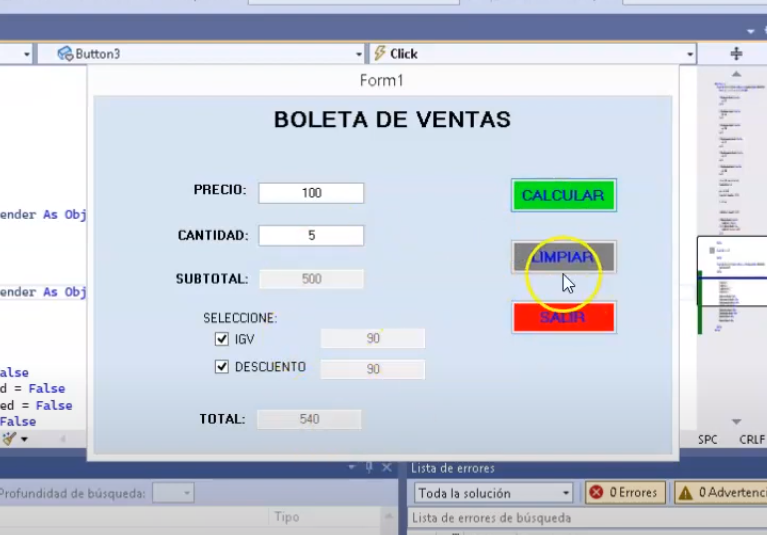 Button3
Click
Form1
BOLETA DE VENTAS
PRECIO: 100
CALCULAR
ender As Obj
CANTIDAD: 5
LIMPIAR
SUBTOTAL: 500
ender As Obj
SELECCIONE:
SALIR
IGV 90
DESCUENTO 90
alse
d = False
ed = False
False
TOTAL: 540
SPC CRLF
Lista de errores
Profundidad de búsqueda:
Toda la solución
0 Errores
0 Advertenci
Tipo
Lista de errores de búsqueda